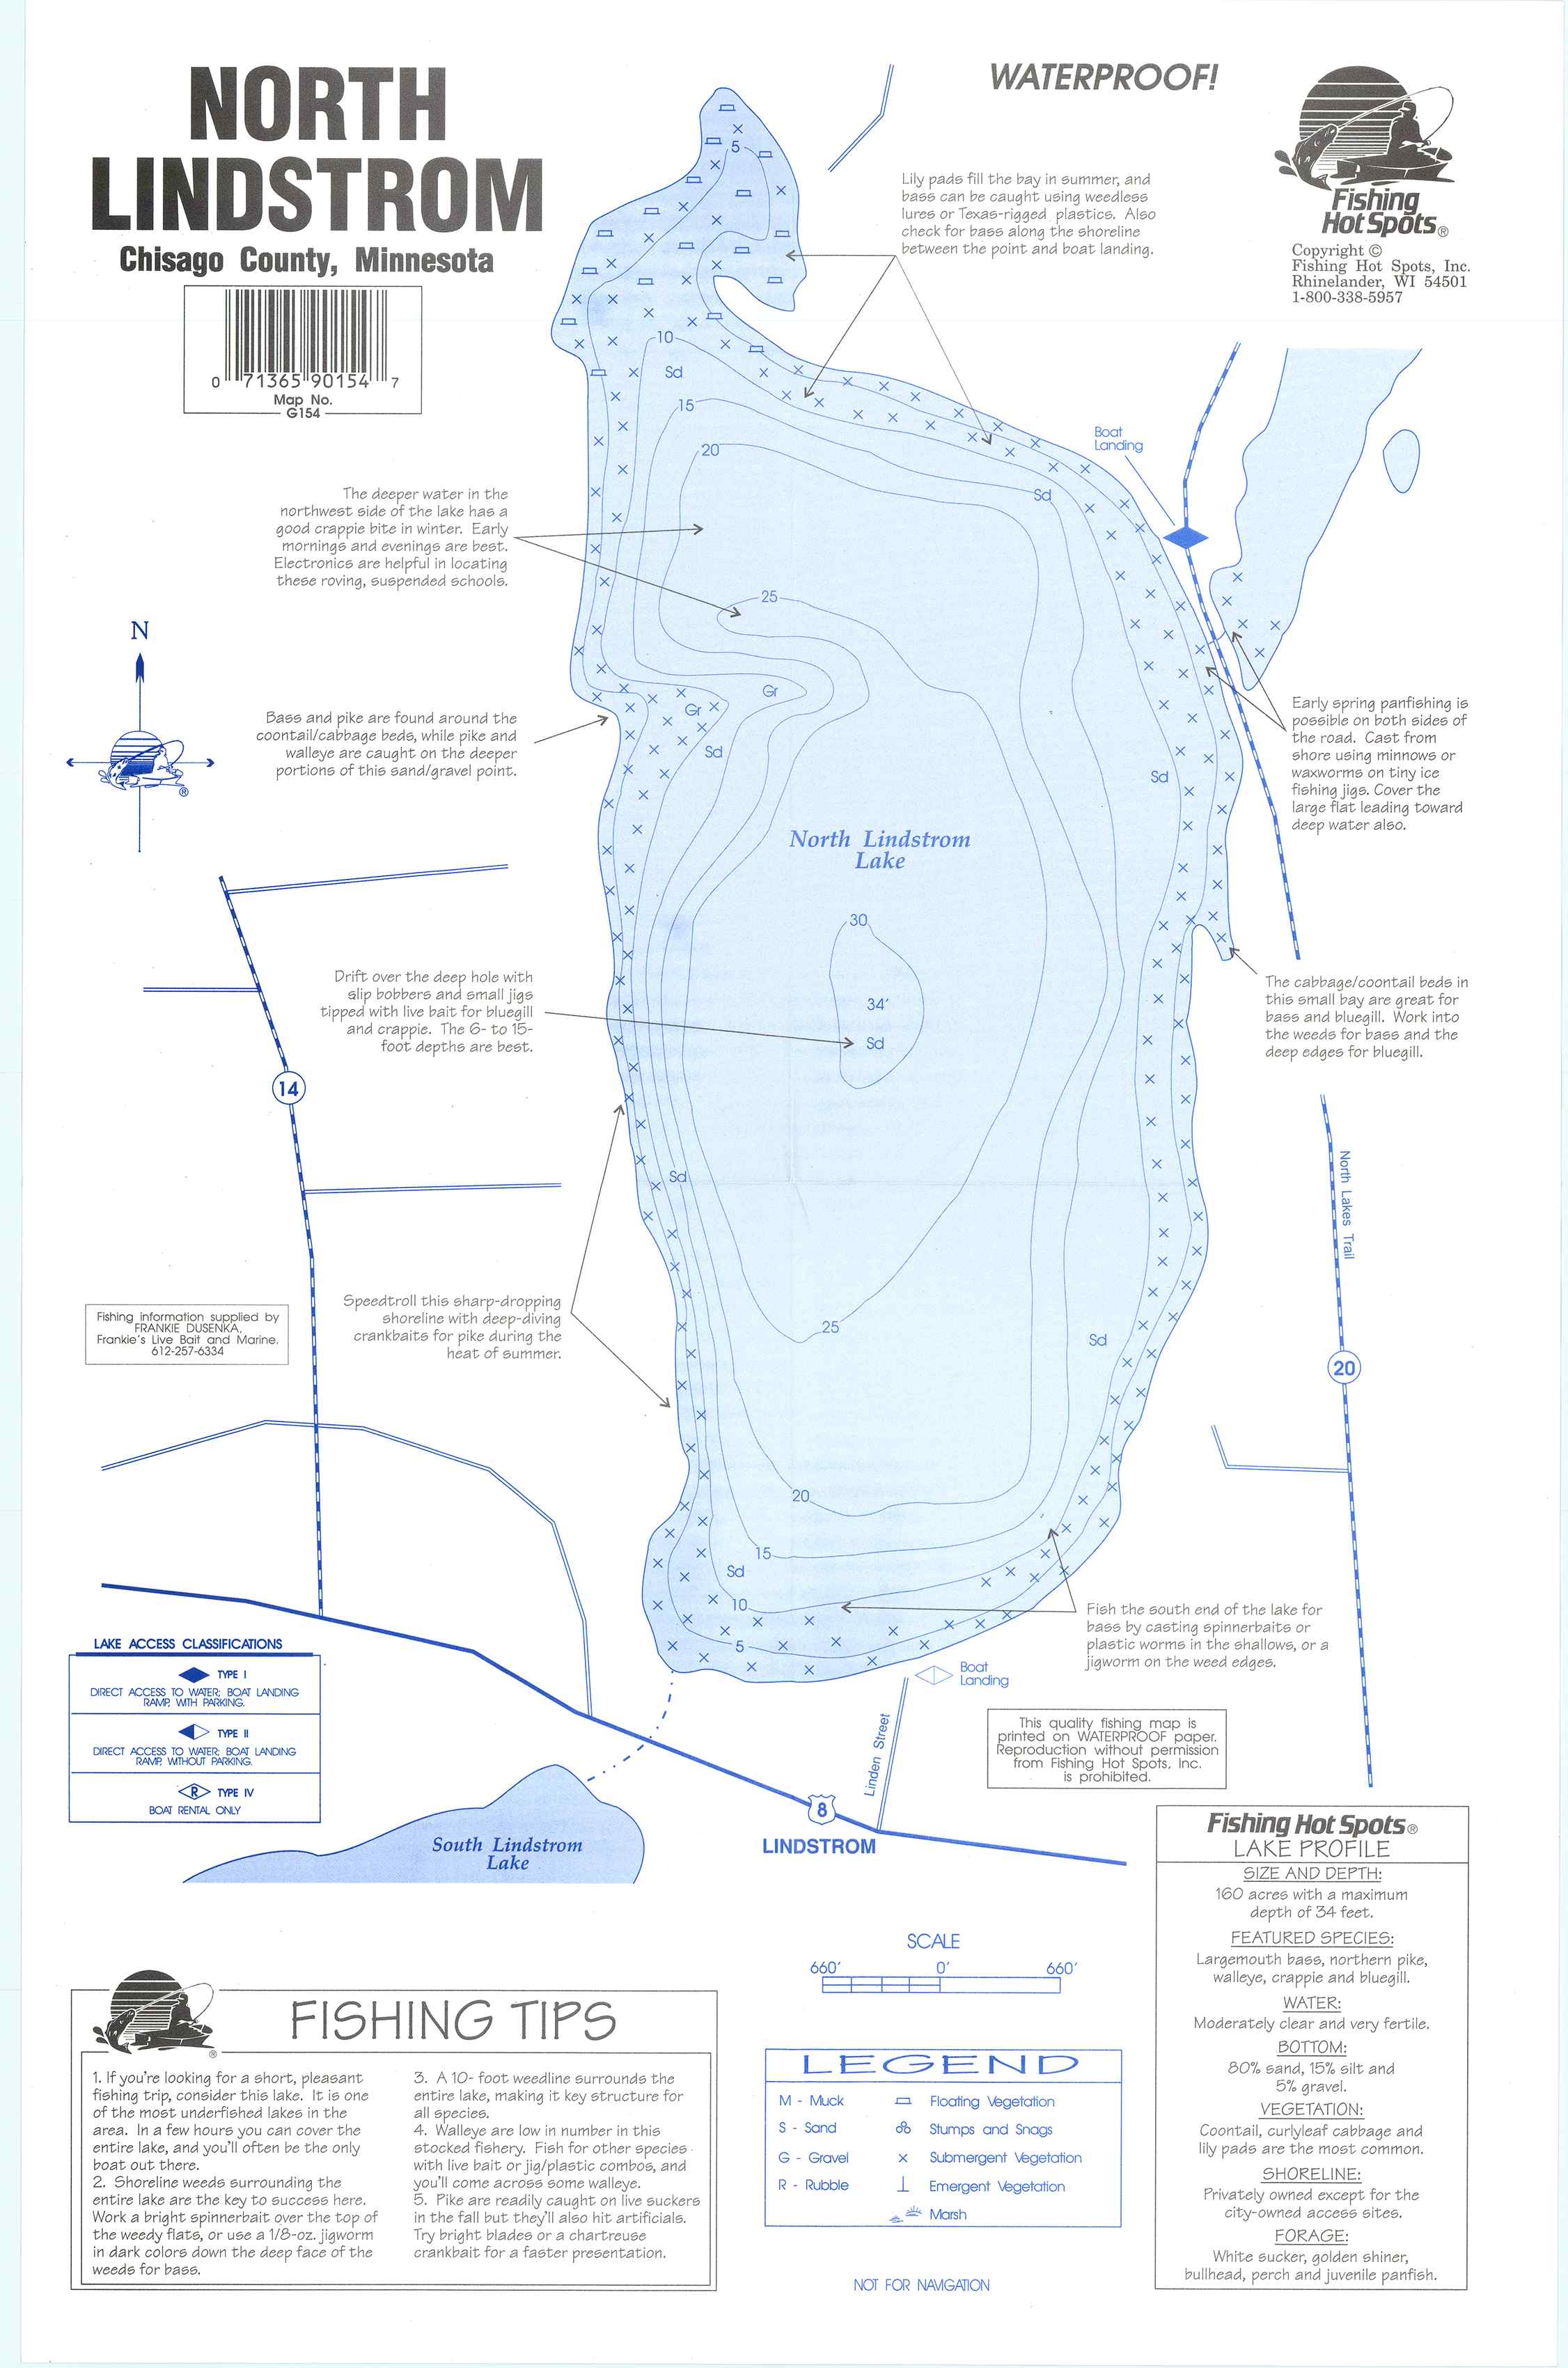 NORTH
LINDSTROM
Chisago County, Minnesota
0 71365 90154 7
Map No.
G154
WATERPROOF!
Fishing
Hot Spots®
Copyright ©
Fishing Hot Spots, Inc.
Rhinelander, WI 54501
1-800-338-5957
Lily pads fill the bay in summer, and
bass can be caught using weedless
lures or Texas-rigged plastics. Also
check for bass along the shoreline
between the point and boat landing.
5
10
Sd
15
20
Sd
Boat
Landing
The deeper water in the
northwest side of the lake has a
good crappie bite in winter. Early
mornings and evenings are best.
Electronics are helpful in locating
these roving, suspended schools.
25
N
®
Bass and pike are found around the
coontail/cabbage beds, while pike and
walleye are caught on the deeper
portions of this sand/gravel point.
Gr
Gr
Sd
Sd
Early spring panfishing is
possible on both sides of
the road. Cast from
shore using minnows or
waxworms on tiny ice
fishing jigs. Cover the
large flat leading toward
deep water also.
North Lindstrom
Lake
30
34'
Sd
Drift over the deep hole with
slip bobbers and small jigs
tipped with live bait for bluegill
and crappie. The 6- to 15-
foot depths are best.
The cabbage/coontail beds in
this small bay are great for
bass and bluegill. Work into
the weeds for bass and the
deep edges for bluegill.
14
Sd
North Lakes Trail
20
Fishing information supplied by
FRANKIE DUSENKA,
Frankie's Live Bait and Marine.
612-257-6334
Speedtroll this sharp-dropping
shoreline with deep-diving
crankbaits for pike during the
heat of summer.
25
Sd
20
15
Sd
10
5
Fish the south end of the lake for
bass by casting spinnerbaits or
plastic worms in the shallows, or a
jigworm on the weed edges.
Boat
Landing
Linden Street
This quality fishing map is
printed on WATERPROOF paper.
Reproduction without permission
from Fishing Hot Spots, Inc.
is prohibited.
LAKE ACCESS CLASSIFICATIONS
TYPE I
DIRECT ACCESS TO WATER; BOAT LANDING
RAMP, WITH PARKING.
TYPE II
DIRECT ACCESS TO WATER; BOAT LANDING
RAMP, WITHOUT PARKING.
R TYPE IV
BOAT RENTAL ONLY
8
LINDSTROM
South Lindstrom
Lake
SCALE
660' 0' 660'
Fishing Hot Spots®
LAKE PROFILE
SIZE AND DEPTH:
160 acres with a maximum
depth of 34 feet.
FEATURED SPECIES:
Largemouth bass, northern pike,
walleye, crappie and bluegill.
WATER:
Moderately clear and very fertile.
BOTTOM:
80% sand, 15% silt and
5% gravel.
VEGETATION:
Coontail, curlyleaf cabbage and
lily pads are the most common.
SHORELINE:
Privately owned except for the
city-owned access sites.
FORAGE:
White sucker, golden shiner,
bullhead, perch and juvenile panfish.
®
FISHING TIPS
1. If you're looking for a short, pleasant
fishing trip, consider this lake. It is one
of the most underfished lakes in the
area. In a few hours you can cover the
entire lake, and you'll often be the only
boat out there.
2. Shoreline weeds surrounding the
entire lake are the key to success here.
Work a bright spinnerbait over the top of
the weedy flats, or use a 1/8-oz. jigworm
in dark colors down the deep face of the
weeds for bass.
3. A 10- foot weedline surrounds the
entire lake, making it key structure for
all species.
4. Walleye are low in number in this
stocked fishery. Fish for other species
with live bait or jig/plastic combos, and
you'll come across some walleye.
5. Pike are readily caught on live suckers
in the fall but they'll also hit artificials.
Try bright blades or a chartreuse
crankbait for a faster presentation.
LEGEND
M - Muck
S - Sand
G - Gravel
R - Rubble
Floating Vegetation
Stumps and Snags
Submergent Vegetation
Emergent Vegetation
Marsh
NOT FOR NAVIGATION